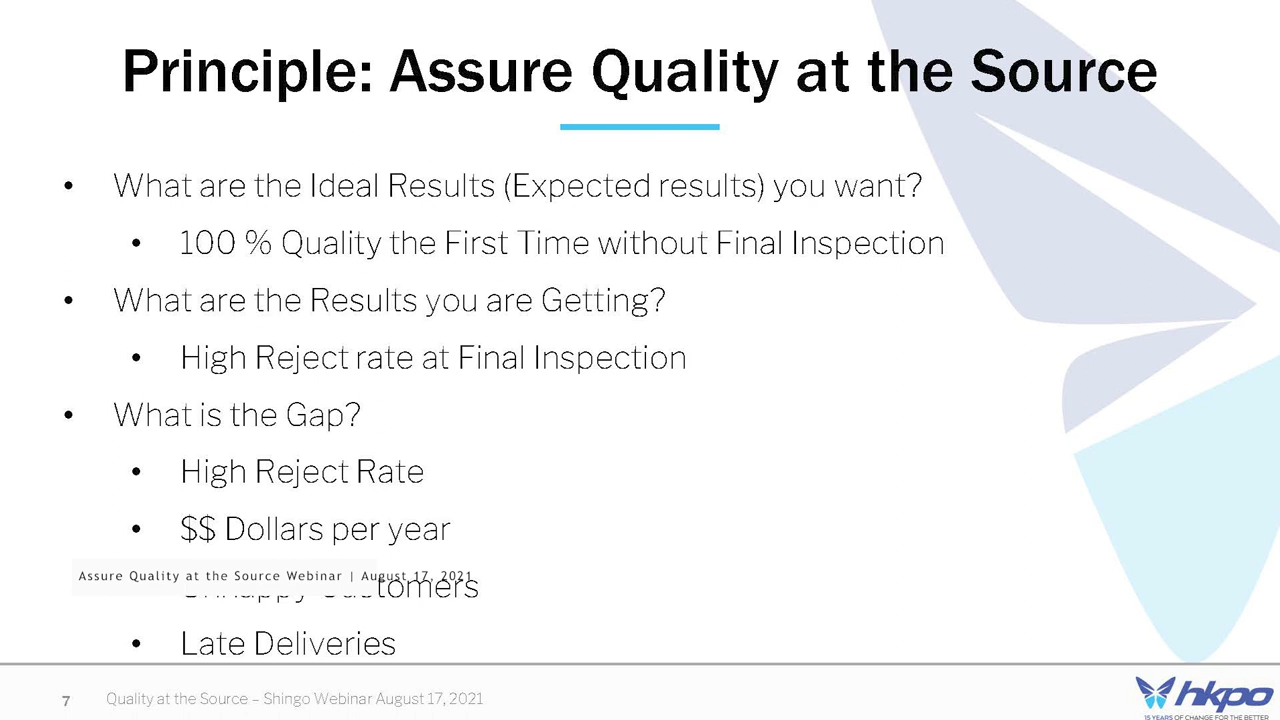 Principle: Assure Quality at the Source
• What are the Ideal Results (Expected results) you want?
• 100 % Quality the First Time without Final Inspection
• What are the Results you are Getting?
• High Reject rate at Final Inspection
• What is the Gap?
• High Reject Rate
• $$ Dollars per year
Assure Quality at the Source Webinar | August 17, 2021
Customers
• Late Deliveries
7 Quality at the Source – Shingo Webinar August 17, 2021
hkpo
15 YEARS OF CHANGE FOR THE BETTER